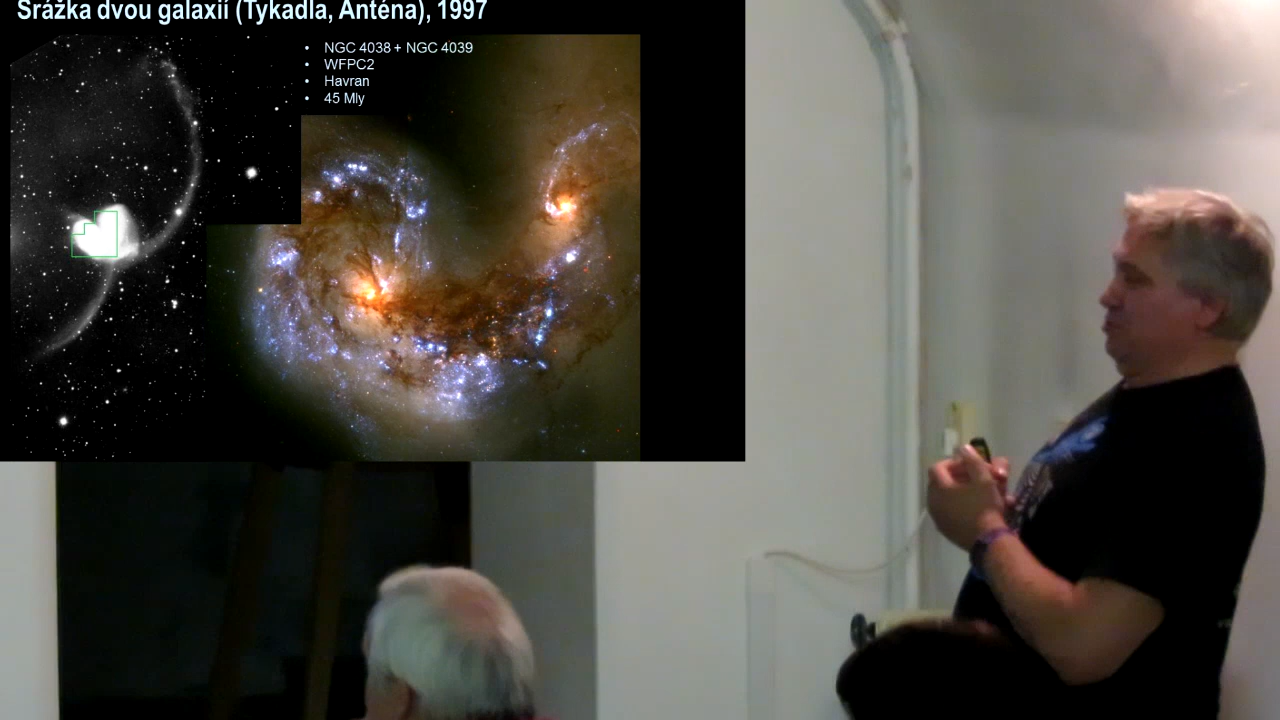 Srážka dvou galaxií (Tykadla, Anténa), 1997
• NGC 4038 + NGC 4039
• WFPC2
• Havran
• 45 Mly